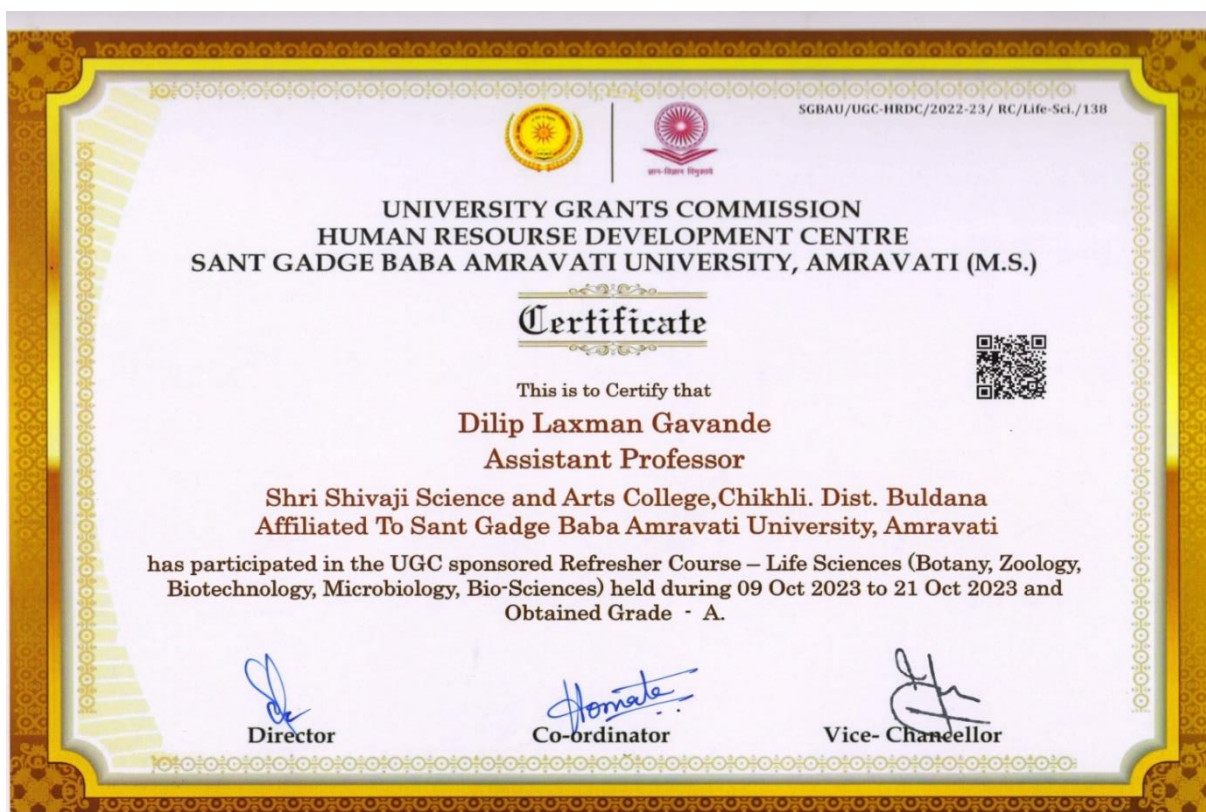 SGBAU/UGC-HRDC/2022-23/ RC/Life-Sci./138
ज्ञान-विज्ञान विमुक्तये
UNIVERSITY GRANTS COMMISSION
HUMAN RESOURSE DEVELOPMENT CENTRE
SANT GADGE BABA AMRAVATI UNIVERSITY, AMRAVATI (M.S.)
Certificate
This is to Certify that
Dilip Laxman Gavande
Assistant Professor
Shri Shivaji Science and Arts College,Chikhli. Dist. Buldana
Affiliated To Sant Gadge Baba Amravati University, Amravati
has participated in the UGC sponsored Refresher Course – Life Sciences (Botany, Zoology,
Biotechnology, Microbiology, Bio-Sciences) held during 09 Oct 2023 to 21 Oct 2023 and
Obtained Grade - A.
Director
Co-ordinator
Vice- Chancellor